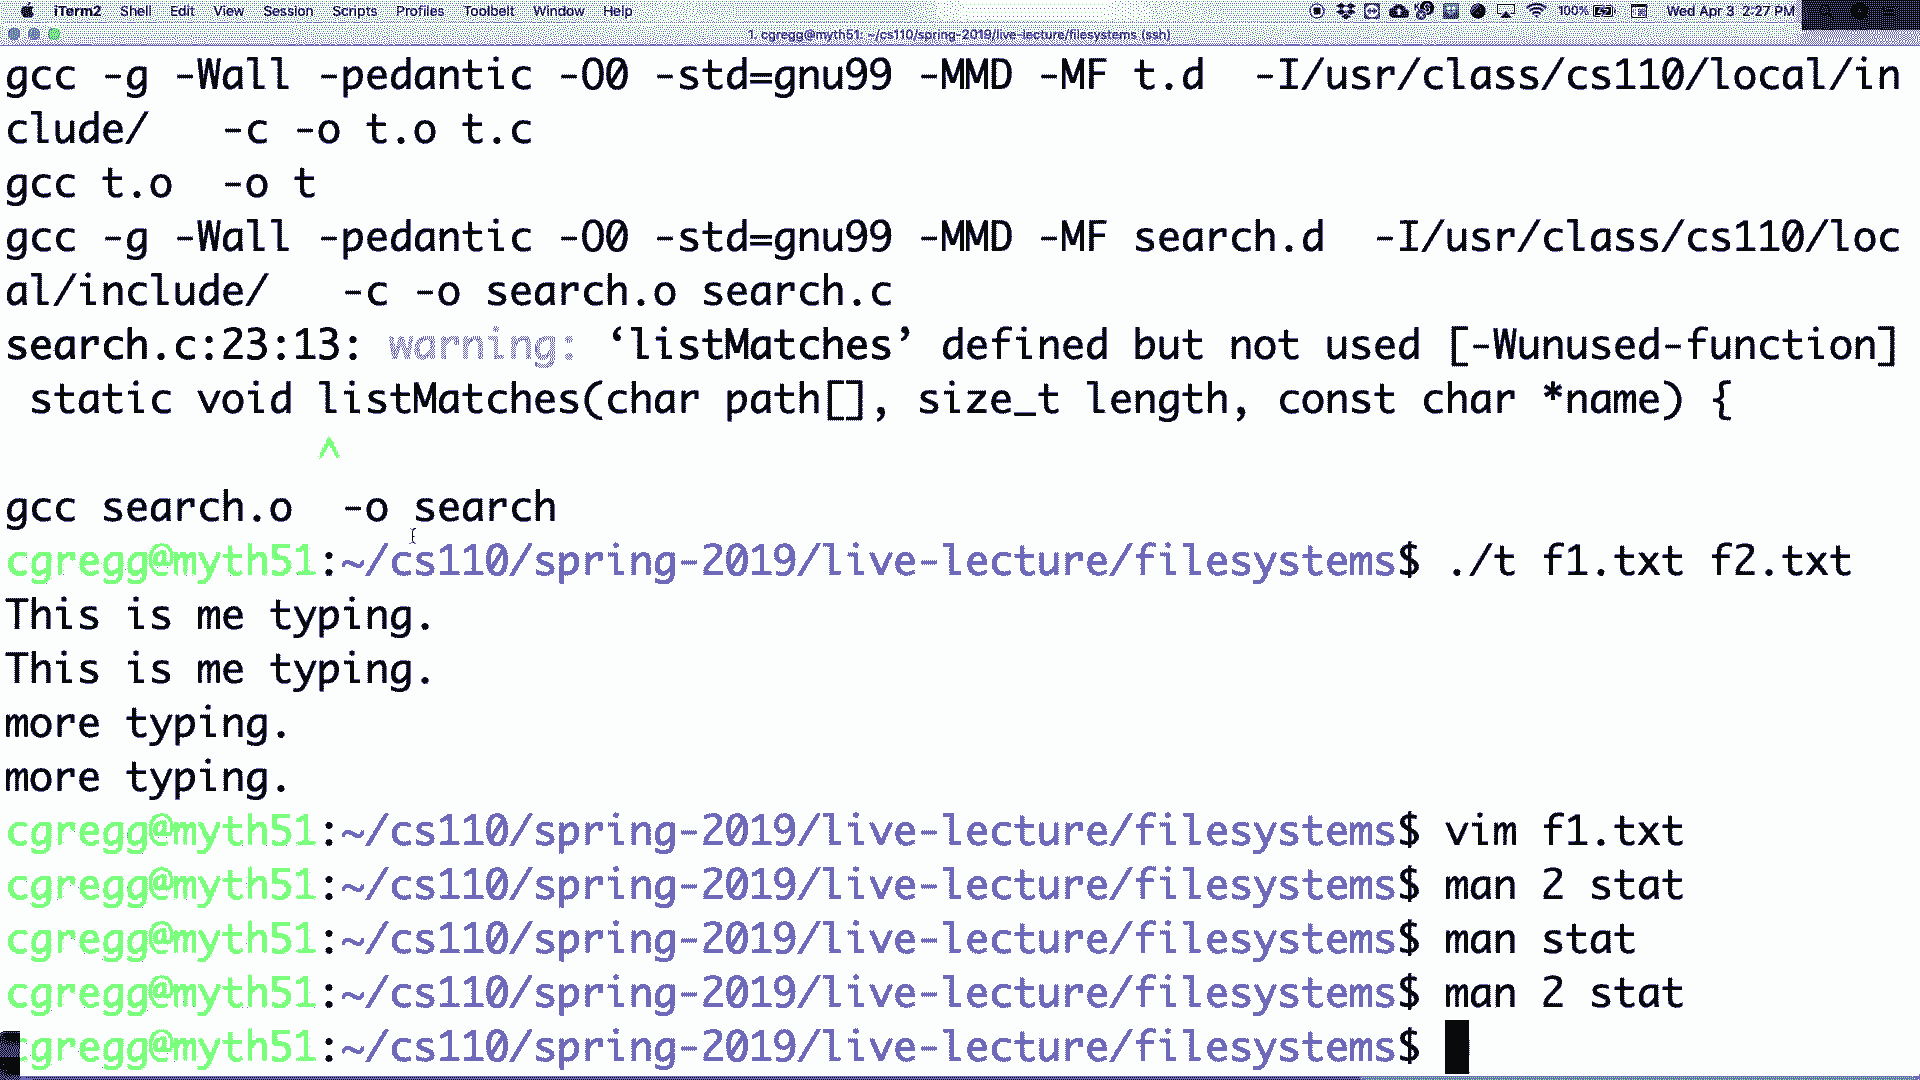 iTerm2 Shell Edit View Session Scripts Profiles Toolbelt Window Help 100% Wed Apr 3 2:27 PM
1. cgregg@myth51: ~/cs110/spring-2019/live-lecture/filesystems (ssh)
gcc -g -Wall -pedantic -O0 -std=gnu99 -MMD -MF t.d  -I/usr/class/cs110/local/in
clude/   -c -o t.o t.c
gcc t.o  -o t
gcc -g -Wall -pedantic -O0 -std=gnu99 -MMD -MF search.d  -I/usr/class/cs110/loc
al/include/   -c -o search.o search.c
search.c:23:13: warning: ‘listMatches’ defined but not used [-Wunused-function]
 static void listMatches(char path[], size_t length, const char *name) {
             ^
gcc search.o  -o search
cgregg@myth51:~/cs110/spring-2019/live-lecture/filesystems$ ./t f1.txt f2.txt
This is me typing.
This is me typing.
more typing.
more typing.
cgregg@myth51:~/cs110/spring-2019/live-lecture/filesystems$ vim f1.txt
cgregg@myth51:~/cs110/spring-2019/live-lecture/filesystems$ man 2 stat
cgregg@myth51:~/cs110/spring-2019/live-lecture/filesystems$ man stat
cgregg@myth51:~/cs110/spring-2019/live-lecture/filesystems$ man 2 stat
cgregg@myth51:~/cs110/spring-2019/live-lecture/filesystems$